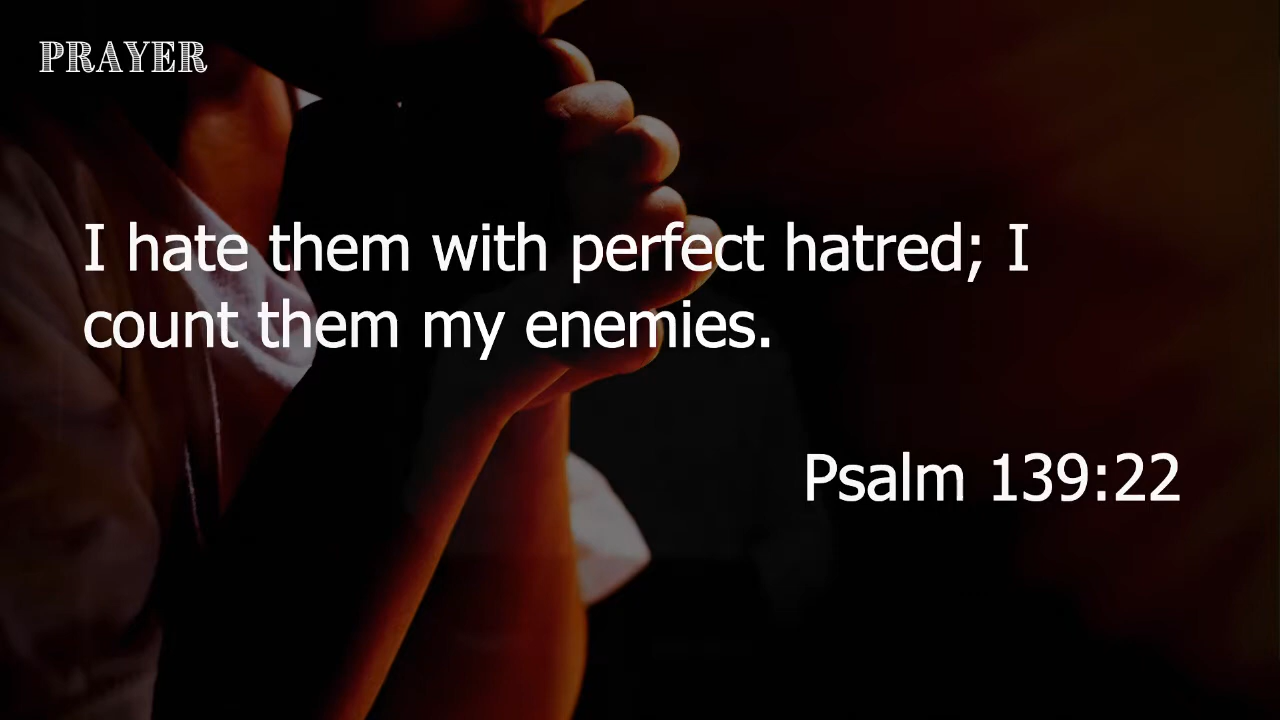 PRAYER
I hate them with perfect hatred; I
count them my enemies.
Psalm 139:22